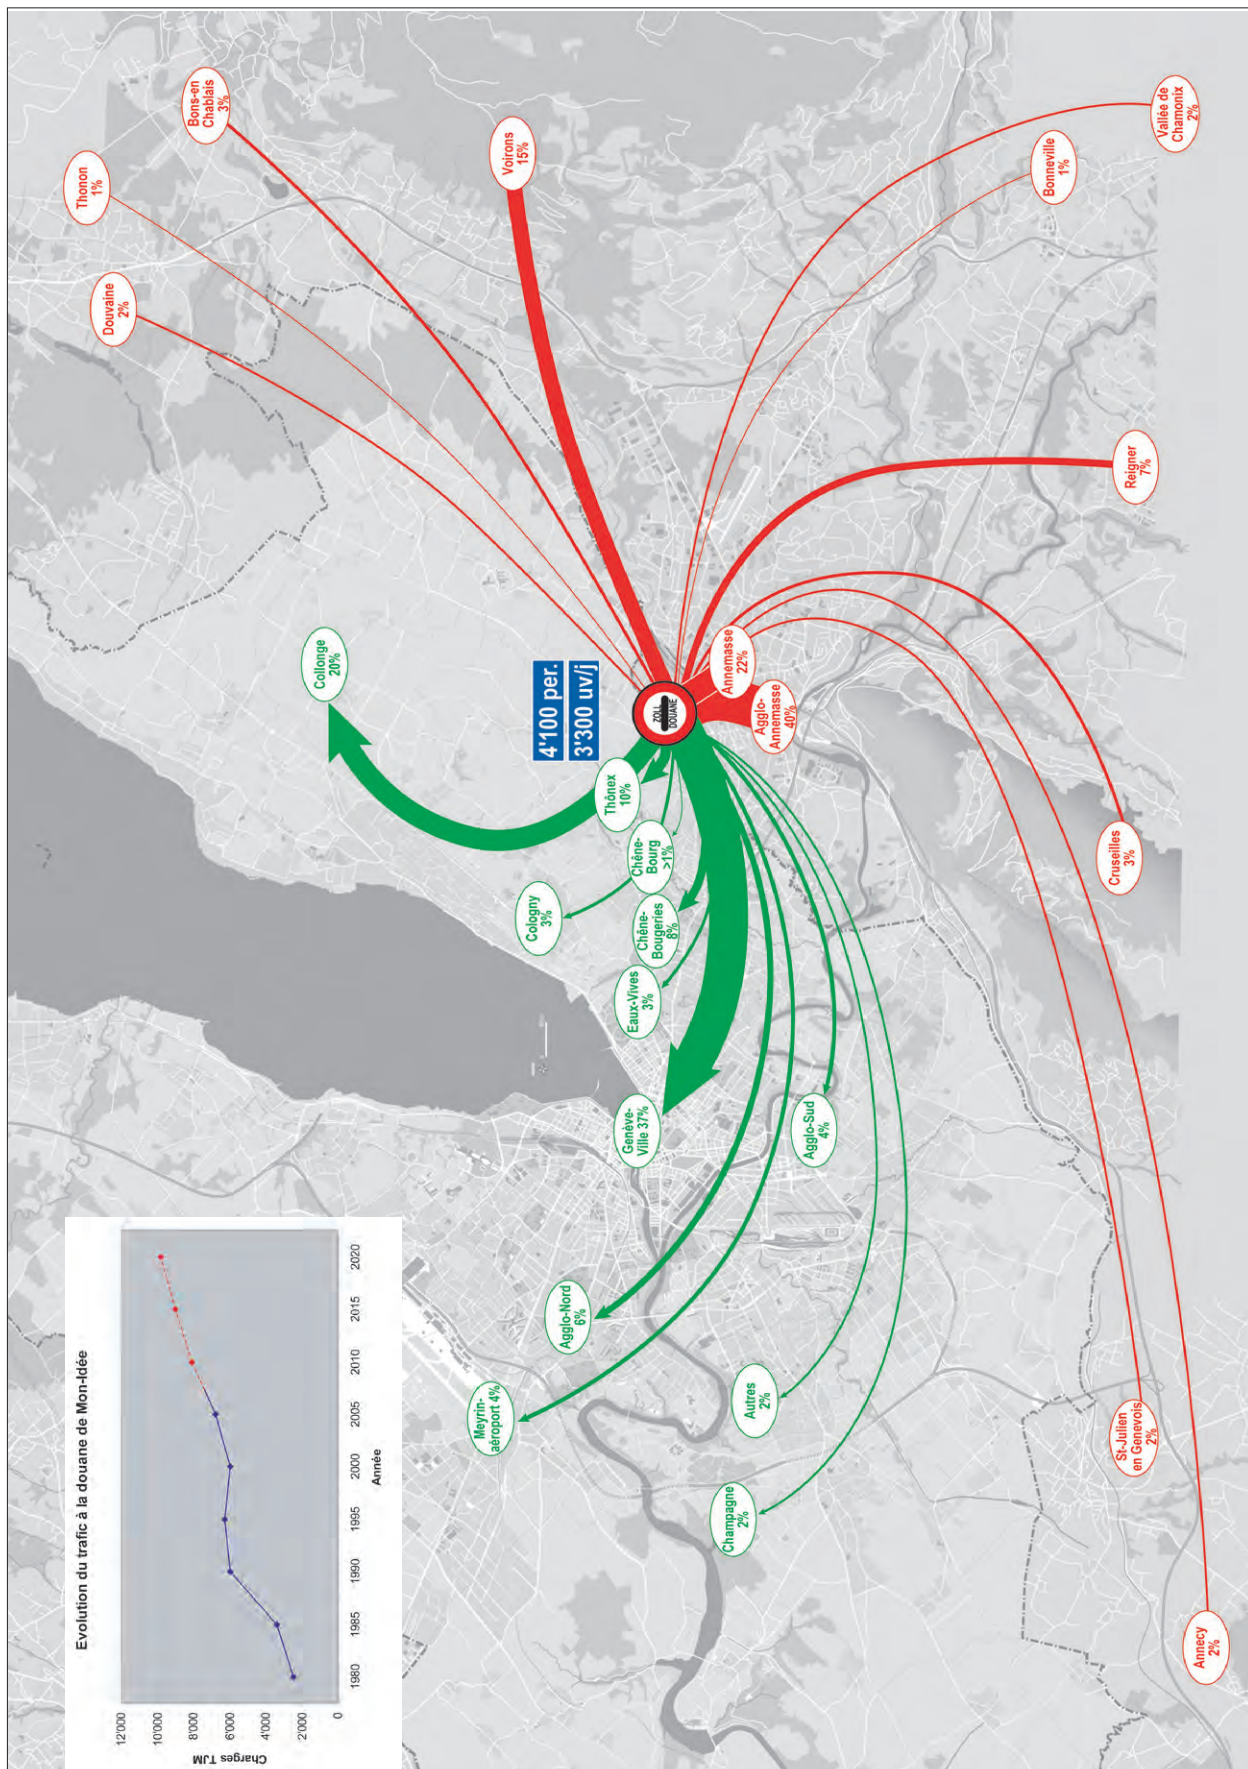 Evolution du trafic à la douane de Mon-Idée
Charges TJM
12'000
10'000
8'000
6'000
4'000
2'000
0
1980
1985
1990
1995
2000
2005
2010
2015
2020
Année
Annecy
2%
St-Julien
en Genevois
2%
Champagne
2%
Autres
2%
Meyrin-
aéroport 4%
Agglo-Nord
6%
Genève-
Ville 37%
Agglo-Sud
4%
Eaux-Vives
3%
Cologny
3%
Chêne-
Bougeries
8%
Chêne-
Bourg
>1%
Thônex
10%
Collonge
20%
4'100 per.
3'300 uv/j
ZOLL
DOUANE
Agglo-
Annemasse
40%
Annemasse
22%
Cruseilles
3%
Reigner
7%
Douvaine
2%
Thonon
1%
Bons-en
Chablais
3%
Voirons
15%
Bonneville
1%
Vallée de
Chamonix
2%